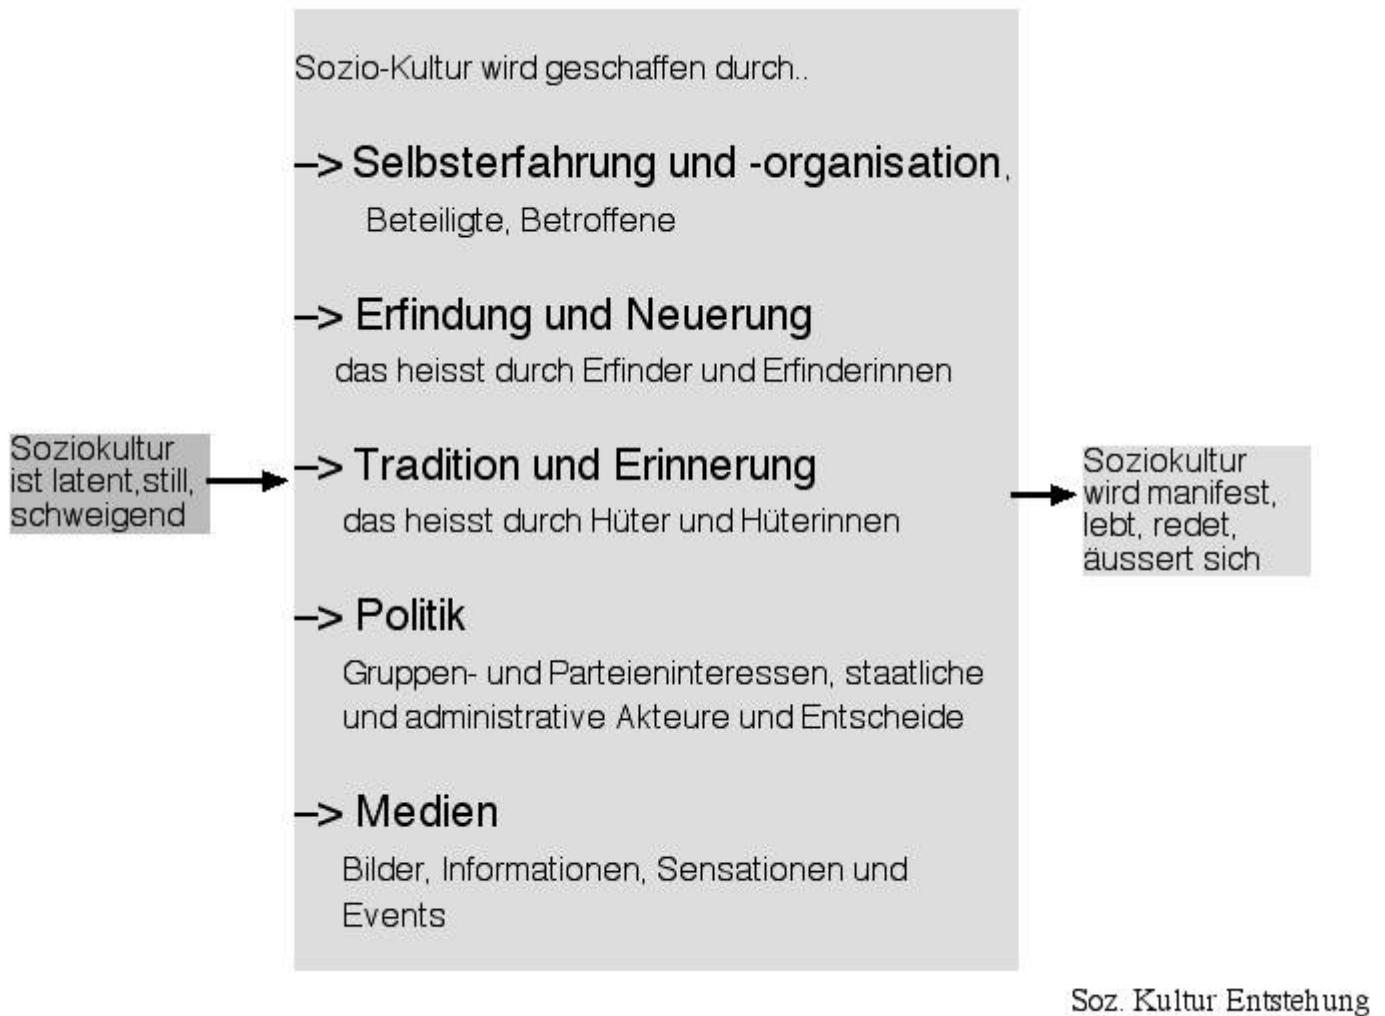 Sozio-Kultur wird geschaffen durch..
–> Selbsterfahrung und -organisation,
Beteiligte, Betroffene
–> Erfindung und Neuerung
das heisst durch Erfinder und Erfinderinnen
Soziokultur
ist latent,still,
schweigend
–> Tradition und Erinnerung
das heisst durch Hüter und Hüterinnen
–> Politik
Gruppen- und Parteieninteressen, staatliche
und administrative Akteure und Entscheide
–> Medien
Bilder, Informationen, Sensationen und
Events
Soziokultur
wird manifest,
lebt, redet,
äussert sich
Soz. Kultur Entstehung